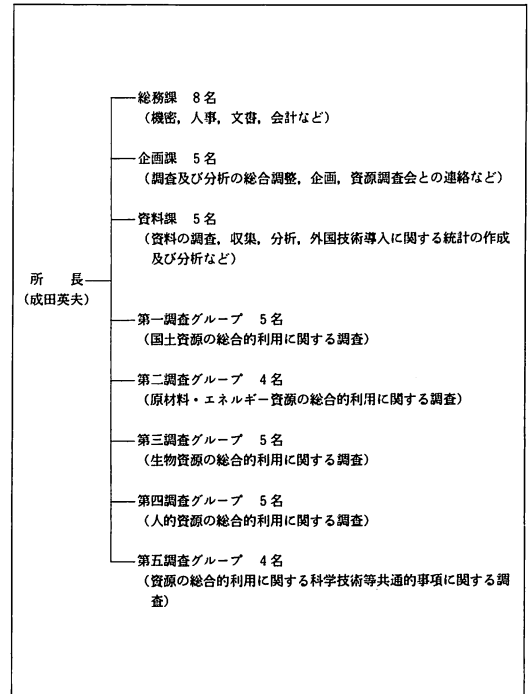 総務課 8名
(機密，人事，文書，会計など)
企画課 5名
(調査及び分析の総合調整，企画，資源調査会との連絡など)
資料課 5名
(資料の調査，収集，分析，外国技術導入に関する統計の作成
及び分析など)
所 長
(成田英夫)
第一調査グループ 5名
(国土資源の総合的利用に関する調査)
第二調査グループ 4名
(原材料・エネルギー資源の総合的利用に関する調査)
第三調査グループ 5名
(生物資源の総合的利用に関する調査)
第四調査グループ 5名
(人的資源の総合的利用に関する調査)
第五調査グループ 4名
(資源の総合的利用に関する科学技術等共通的事項に関する調
査)